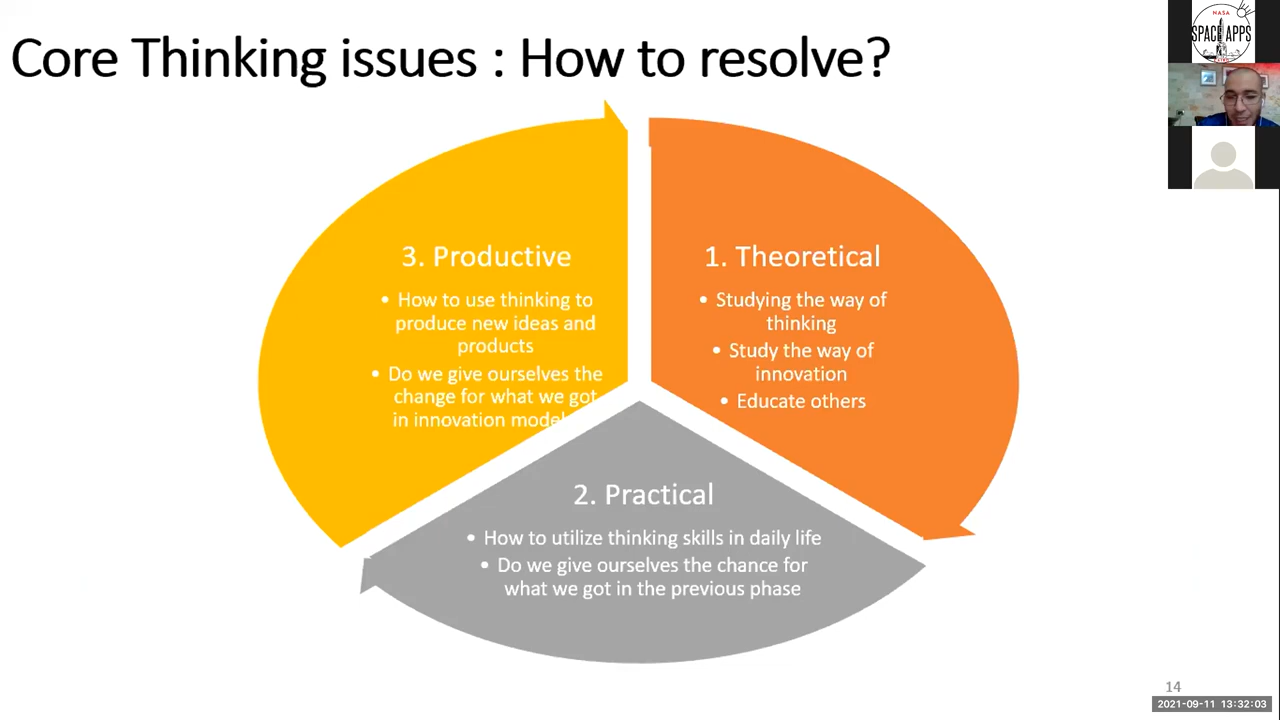 Core Thinking issues : How to resolve?
NASA
SPACE APPS
3. Productive
• How to use thinking to
produce new ideas and
products
• Do we give ourselves the
change for what we got
in innovation model
1. Theoretical
• Studying the way of
thinking
• Study the way of
innovation
• Educate others
2. Practical
• How to utilize thinking skills in daily life
• Do we give ourselves the chance for
what we got in the previous phase
14
2021-09-11 13:32:03